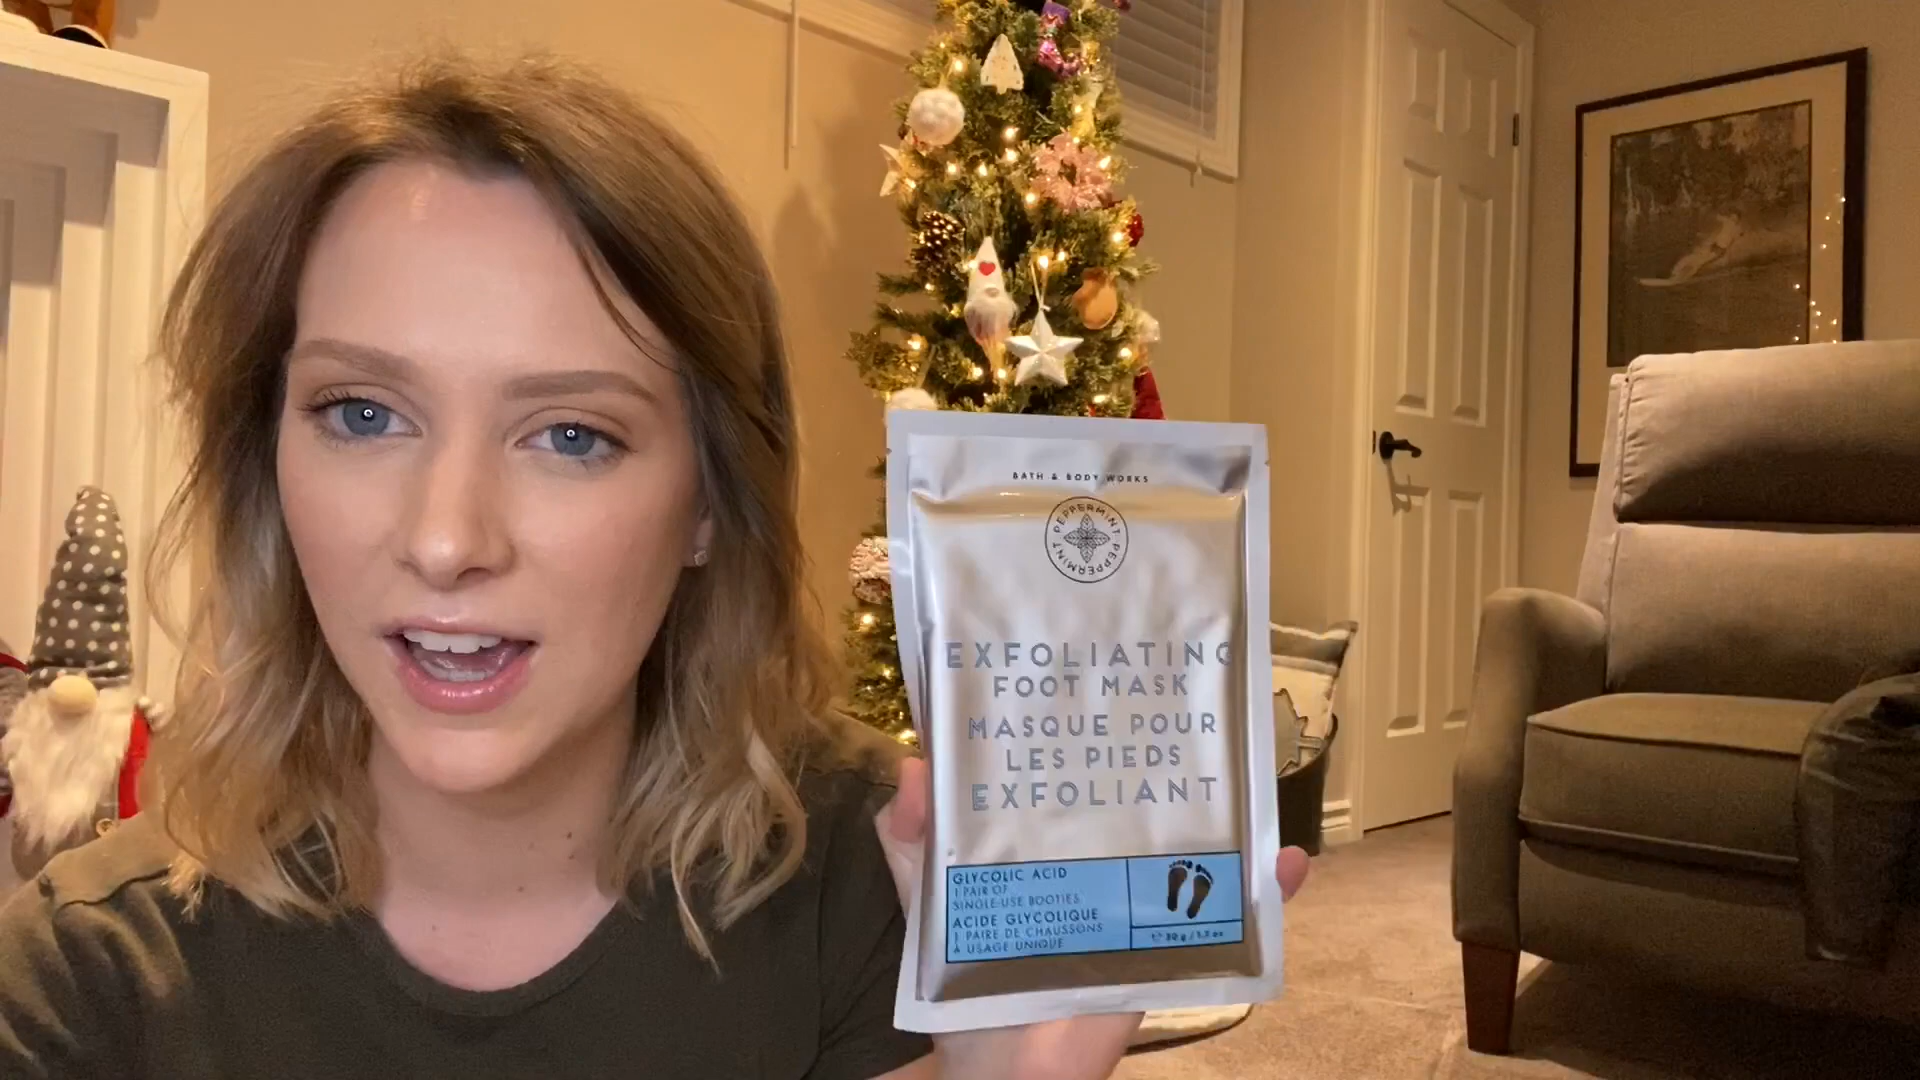 BATH & BODY WORKS
PEPPERMINT PEPPERMINT
EXFOLIATING
FOOT MASK
MASQUE POUR
LES PIEDS
EXFOLIANT
GLYCOLIC ACID
1 PAIR OF
SINGLE-USE BOOTIES
ACIDE GLYCOLIQUE
1 PAIRE DE CHAUSSONS
À USAGE UNIQUE